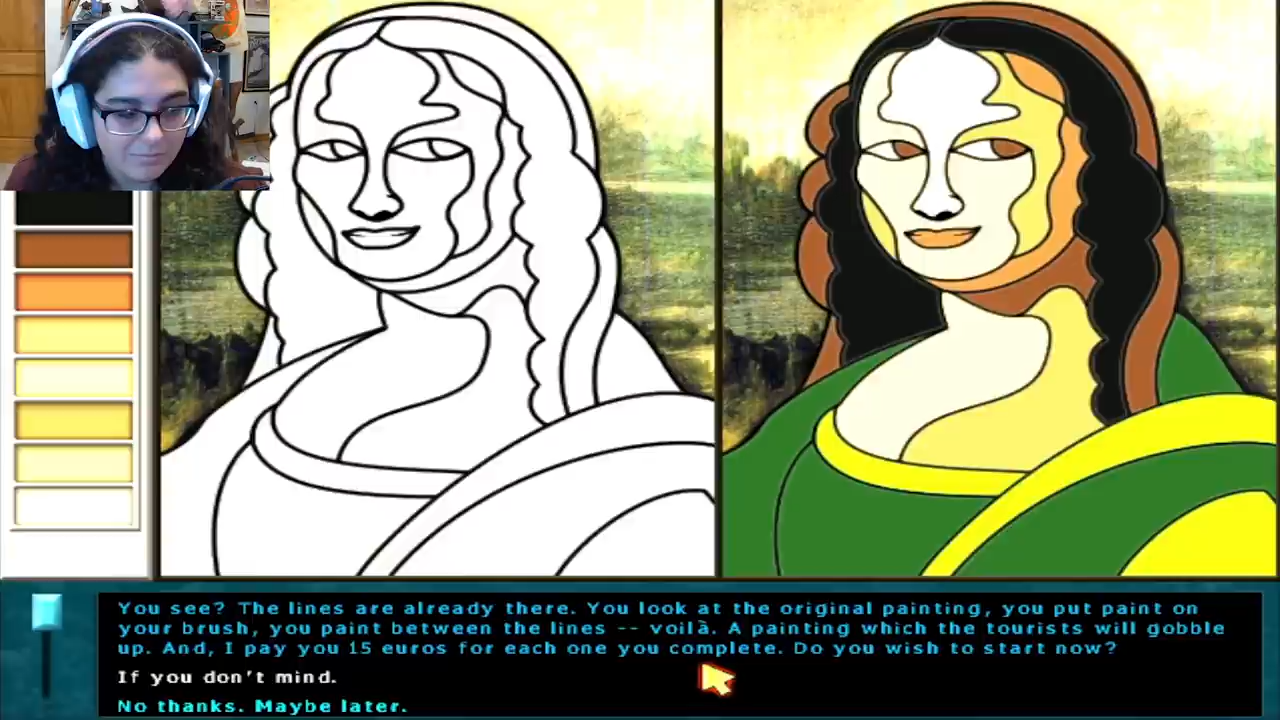 You see? The lines are already there. You look at the original painting, you put paint on
your brush, you paint between the lines -- voilà. A painting which the tourists will gobble
up. And, I pay you 15 euros for each one you complete. Do you wish to start now?
If you don't mind.
No thanks. Maybe later.